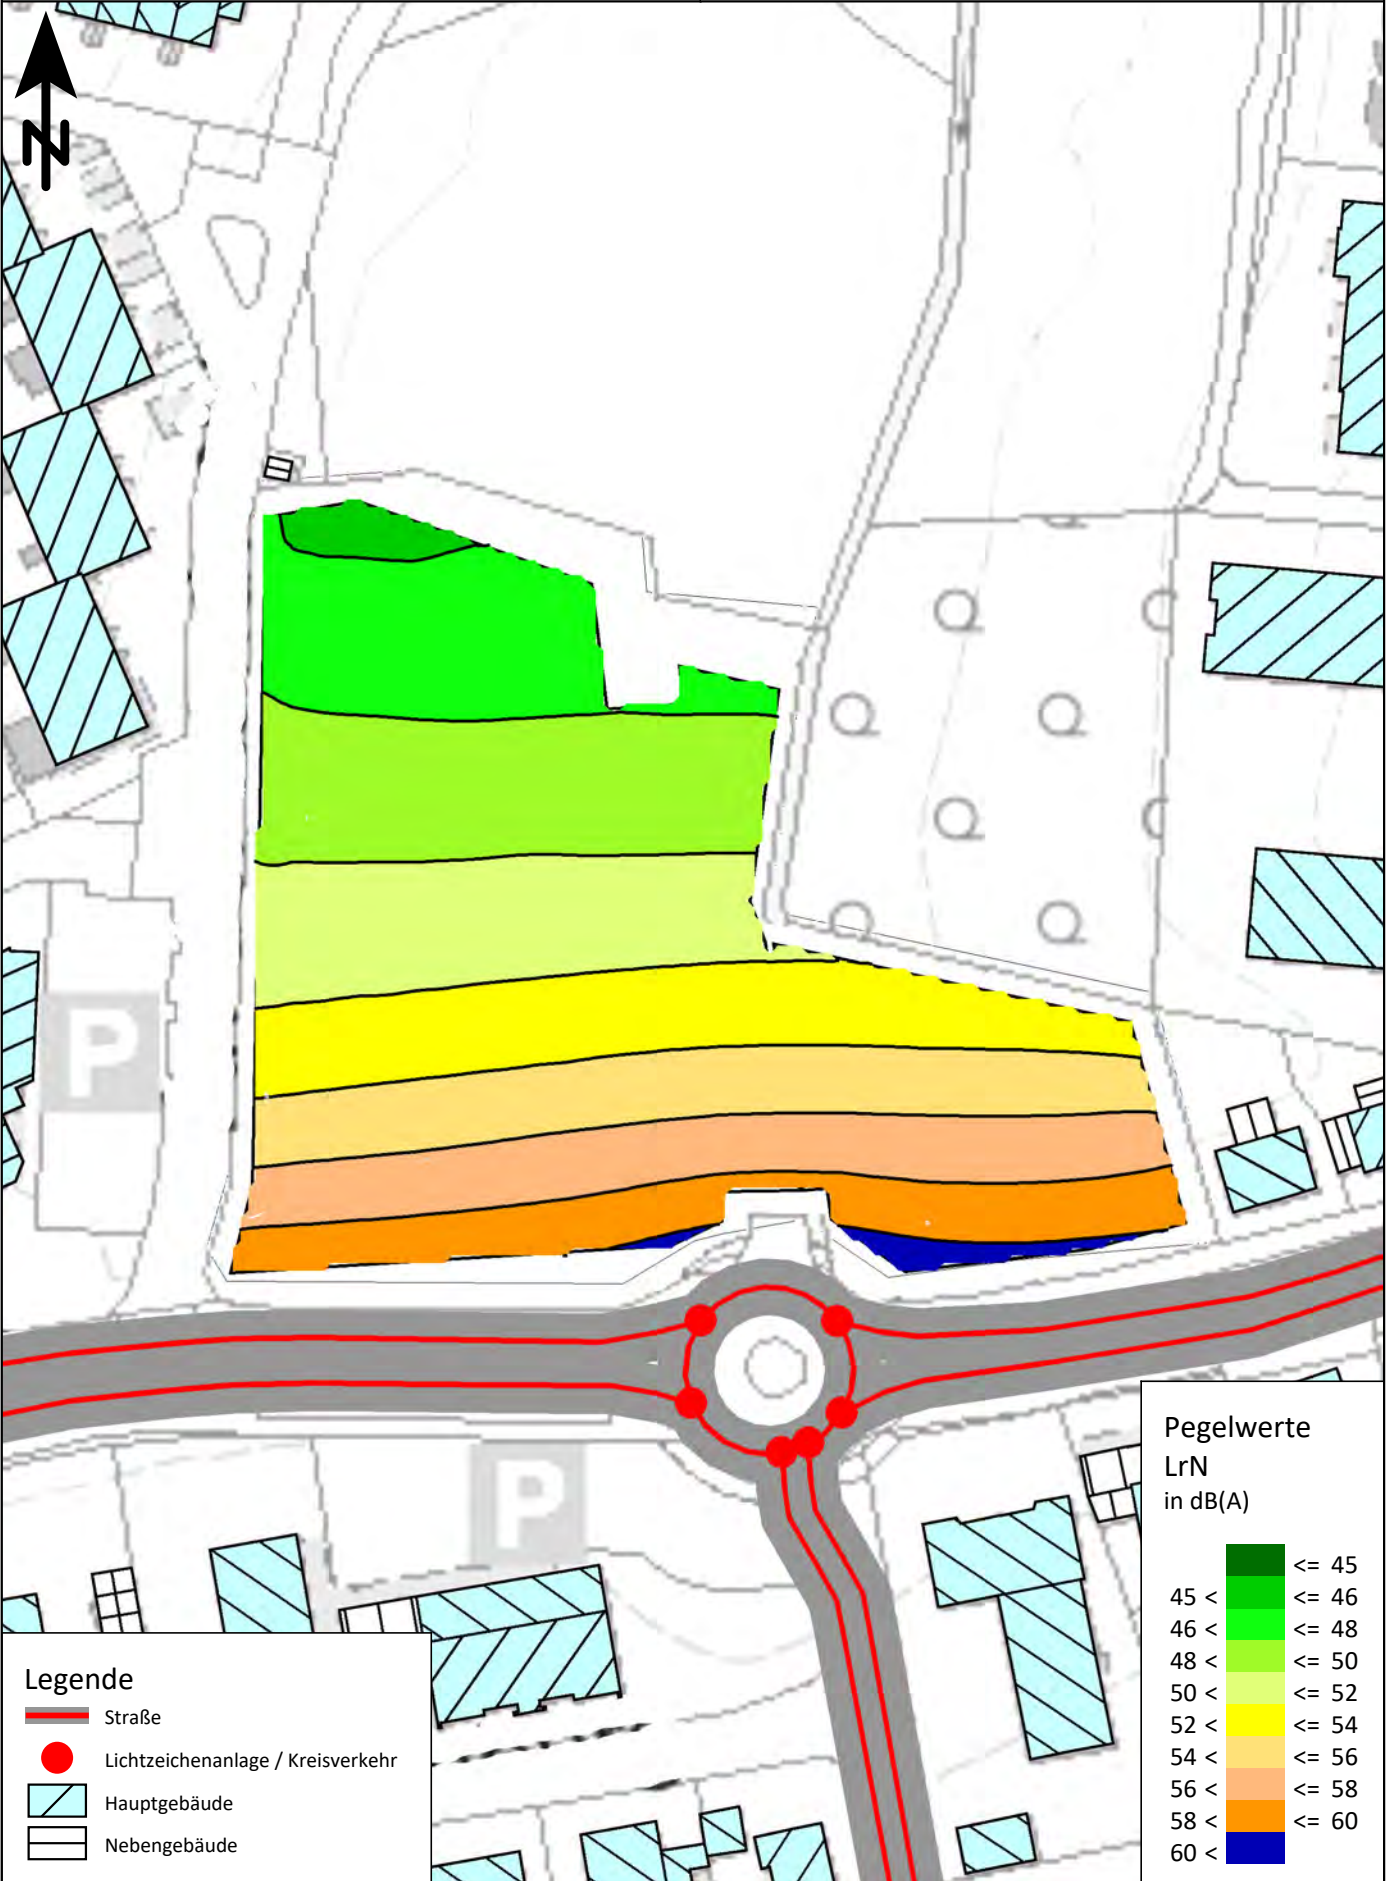 N
P
P
Pegelwerte
LrN
in dB(A)
<= 45
45 < <= 46
46 < <= 48
48 < <= 50
50 < <= 52
52 < <= 54
54 < <= 56
56 < <= 58
58 < <= 60
60 <
Legende
Straße
Lichtzeichenanlage / Kreisverkehr
Hauptgebäude
Nebengebäude